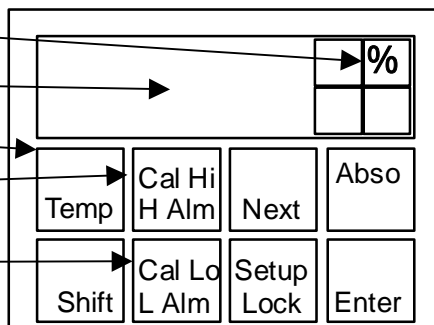 %
Cal Hi
Abso
Temp
H Alm
Next
Cal Lo
Setup
Shift
L Alm
Lock
Enter